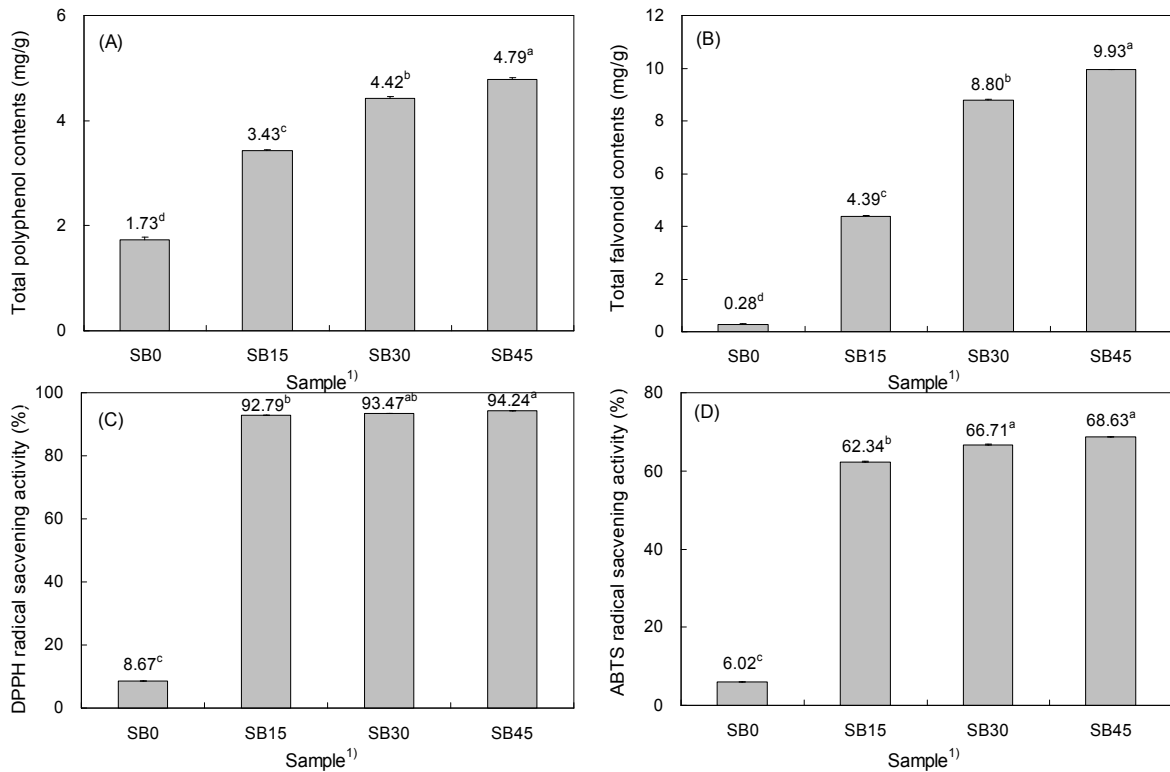 (A)
Total polyphenol contents (mg/g)
6
4
2
0
1.73d
3.43c
4.42b
4.79a
SB0 SB15 SB30 SB45
Sample1)
(B)
Total falvonoid contents (mg/g)
12
10
8
6
4
2
0
0.28d
4.39c
8.80b
9.93a
SB0 SB15 SB30 SB45
Sample1)
(C)
DPPH radical sacvening activity (%)
100
80
60
40
20
0
8.67c
92.79b
93.47ab
94.24a
SB0 SB15 SB30 SB45
Sample1)
(D)
ABTS radical sacvening activity (%)
80
60
40
20
0
6.02c
62.34b
66.71a
68.63a
SB0 SB15 SB30 SB45
Sample1)